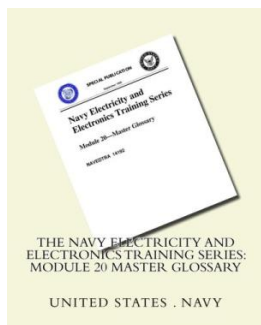 SPECIAL PUBLICATION
Navy Electricity and
Electronics Training Series
Module 20—Master Glossary
NAVEDTRA 14192
THE NAVY ELECTRICITY AND
ELECTRONICS TRAINING SERIES:
MODULE 20 MASTER GLOSSARY
UNITED STATES . NAVY